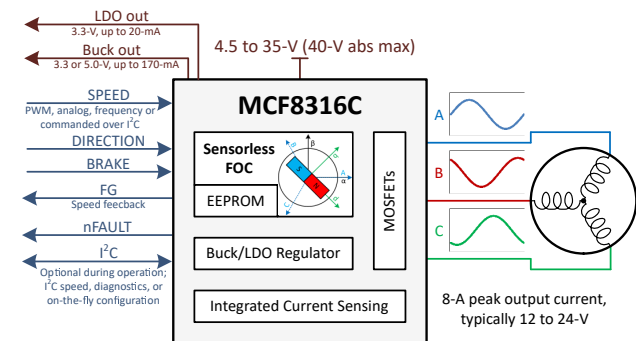 LDO out
3.3-V, up to 20-mA
Buck out
3.3 or 5.0-V, up to 170-mA
4.5 to 35-V (40-V abs max)
SPEED
PWM, analog, frequency or
commanded over I²C
DIRECTION
BRAKE
FG
Speed feecback
nFAULT
I²C
Optional during operation;
I²C speed, diagnostics, or
on-the-fly configuration
MCF8316C
Sensorless
FOC
EEPROM
β
A
α
MOSFETs
Buck/LDO Regulator
Integrated Current Sensing
A
B
C
8-A peak output current,
typically 12 to 24-V